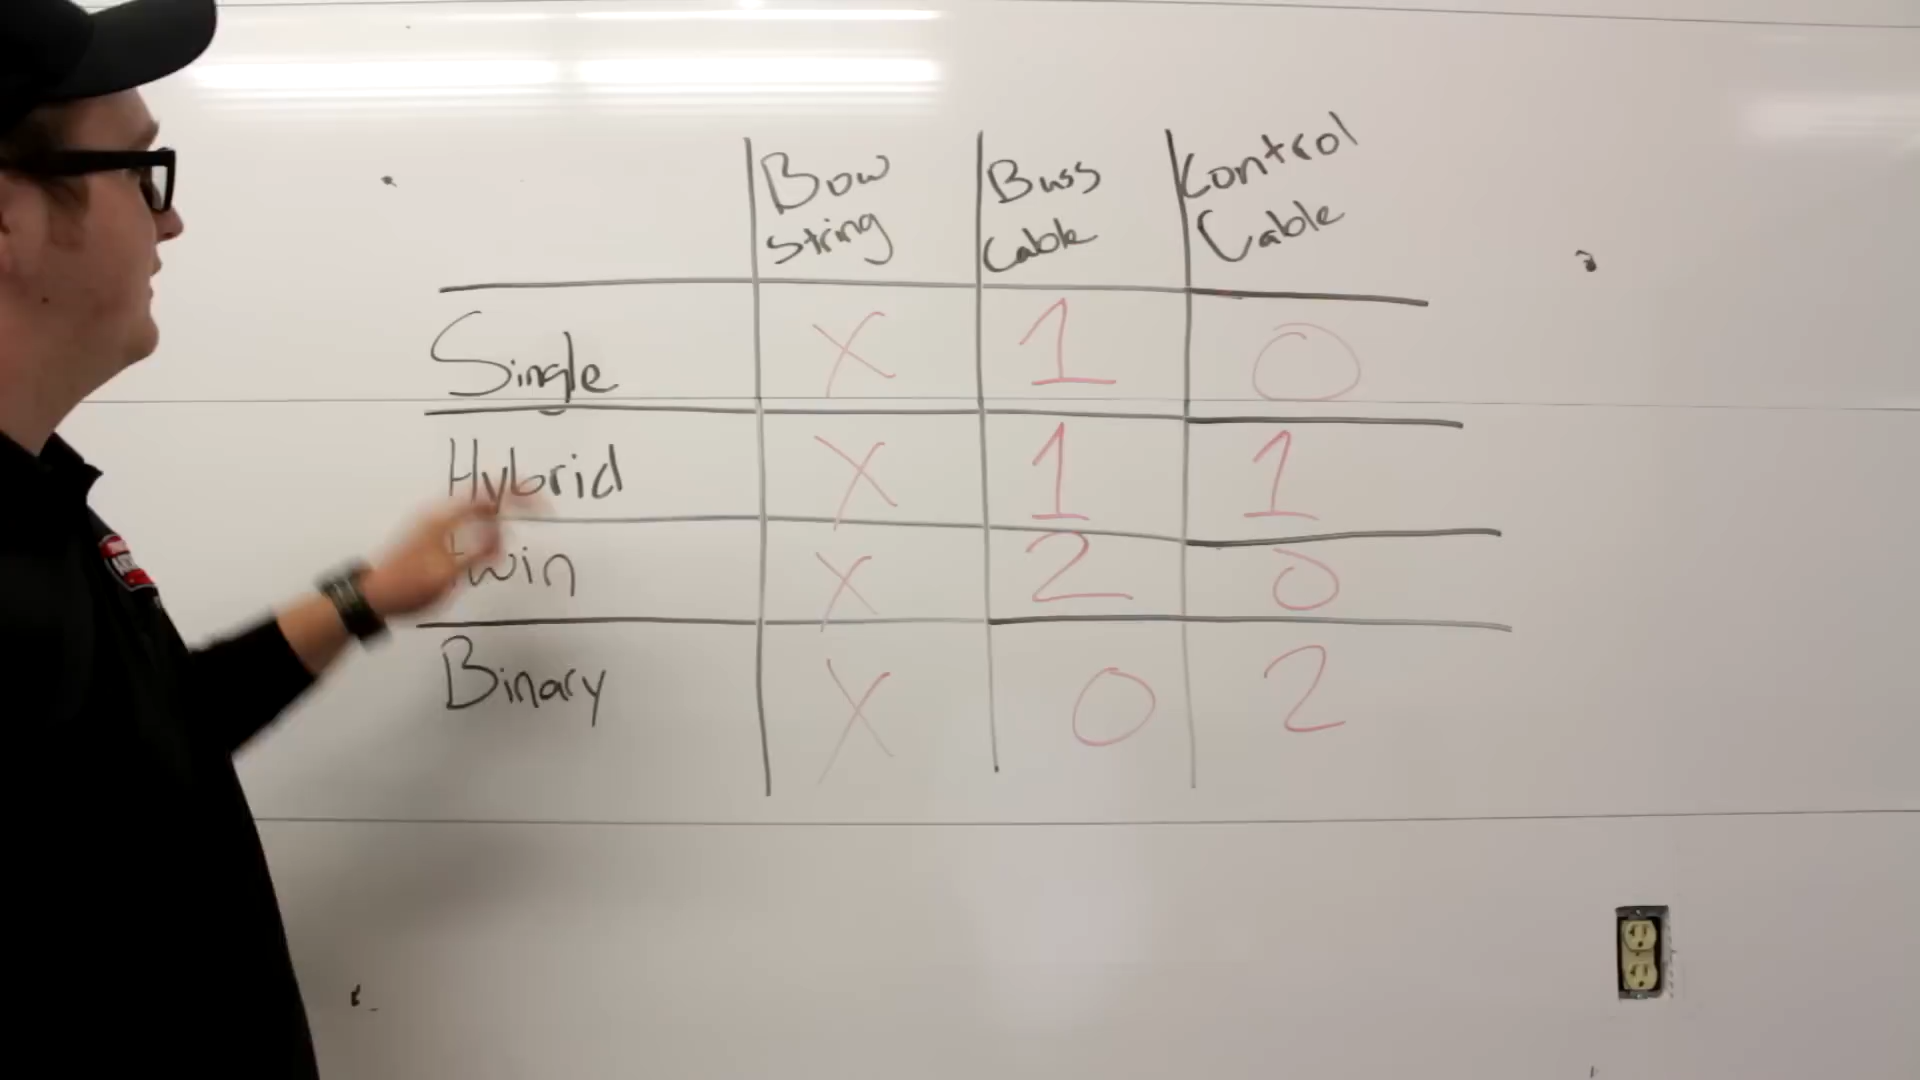 Bow Buss Control
string Cable Cable
Single X 1 0
Hybrid X 1 1
twin X 2 0
Binary X 0 2